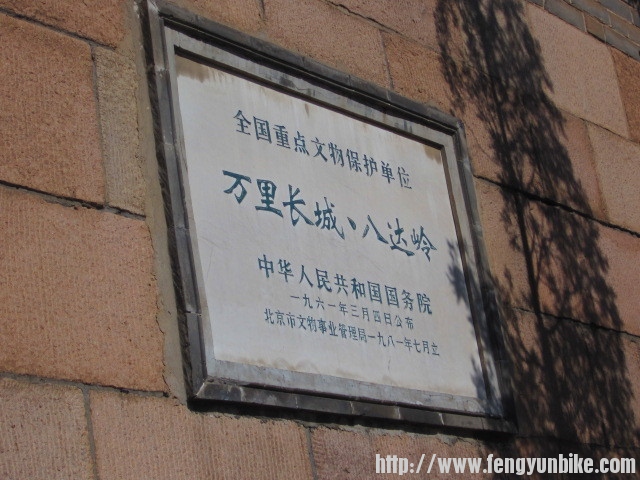 全国重点文物保护单位
万里长城、八达岭
中华人民共和国国务院
一九六一年三月四日公布
北京市文物事业管理局一九八一年七月立
http://www.fengyunbike.com/